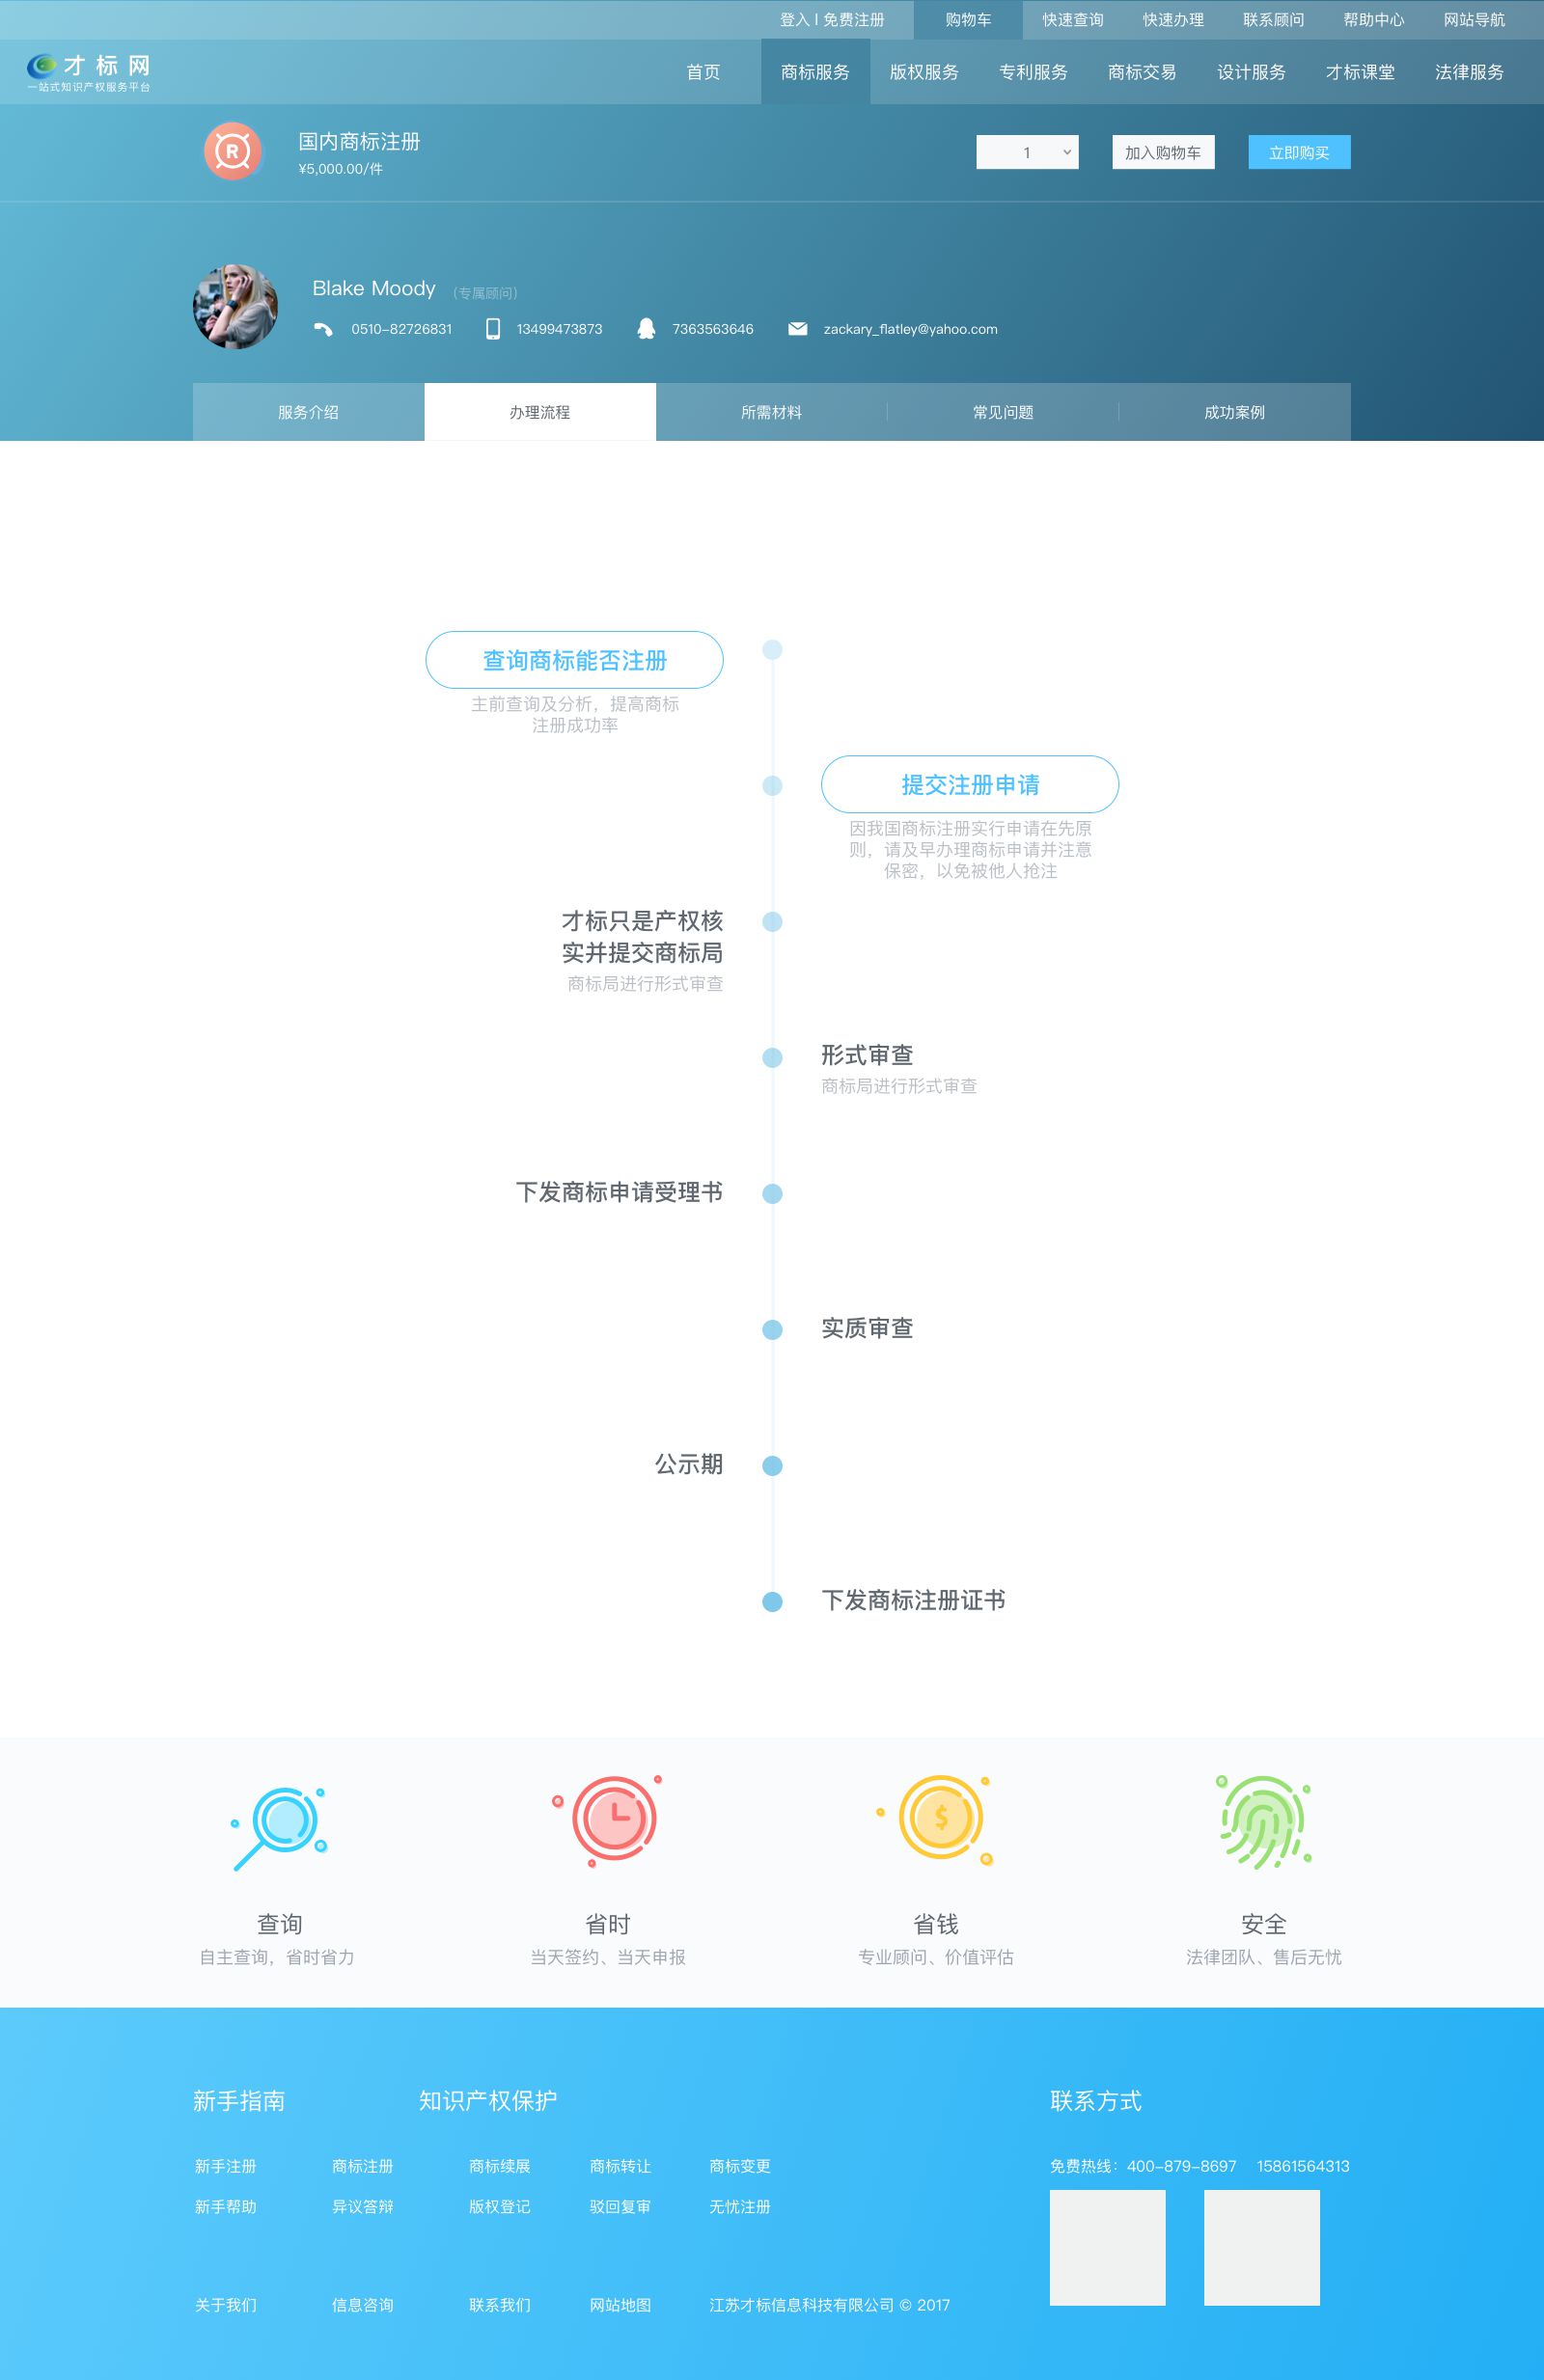 登入 | 免费注册
购物车
快速查询
快速办理
联系顾问
帮助中心
网站导航
才标网
一站式知识产权服务平台
首页
商标服务
版权服务
专利服务
商标交易
设计服务
才标课堂
法律服务
R
国内商标注册
¥5,000.00/件
1
加入购物车
立即购买
Blake Moody
(专属顾问)
0510-82726831
13499473873
7363563646
zackary_flatley@yahoo.com
服务介绍
办理流程
所需材料
常见问题
成功案例
查询商标能否注册
主前查询及分析，提高商标
注册成功率
提交注册申请
因我国商标注册实行申请在先原
则，请及早办理商标申请并注意
保密，以免被他人抢注
才标只是产权核
实并提交商标局
商标局进行形式审查
形式审查
商标局进行形式审查
下发商标申请受理书
实质审查
公示期
下发商标注册证书
$
查询
自主查询，省时省力
省时
当天签约、当天申报
省钱
专业顾问、价值评估
安全
法律团队、售后无忧
新手指南
知识产权保护
联系方式
新手注册
商标注册
商标续展
商标转让
商标变更
免费热线：400-879-8697 15861564313
新手帮助
异议答辩
版权登记
驳回复审
无忧注册
关于我们
信息咨询
联系我们
网站地图
江苏才标信息科技有限公司 © 2017